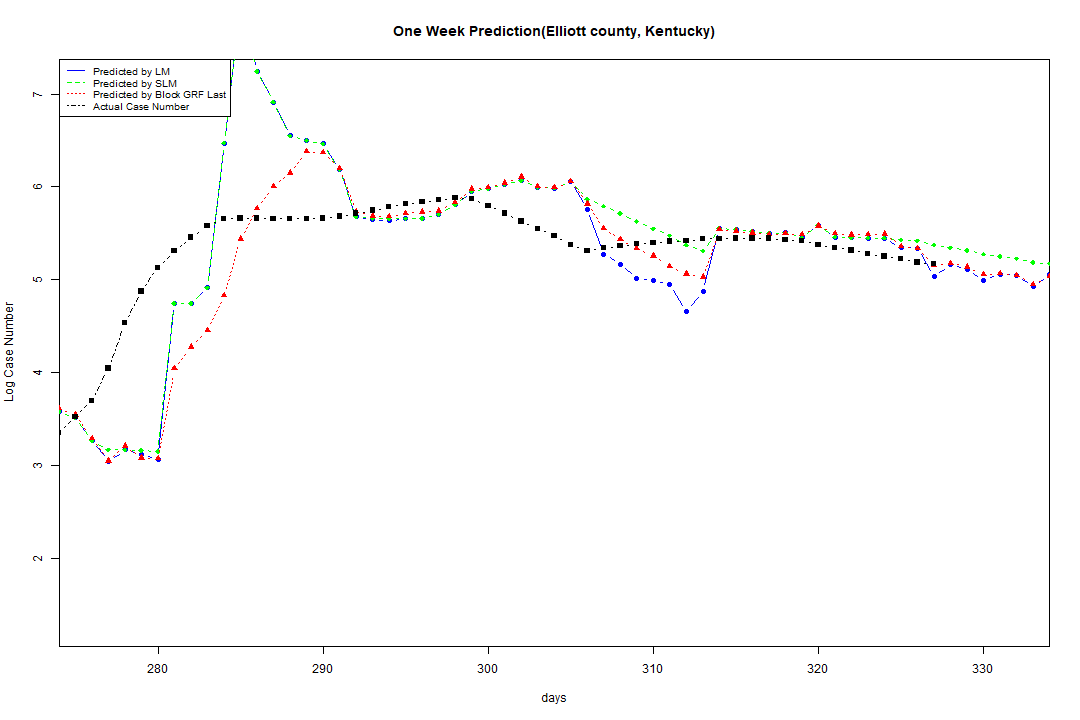 One Week Prediction(Elliott county, Kentucky)
Predicted by LM
Predicted by SLM
Predicted by Block GRF Last
Actual Case Number
7
6
5
4
3
2
Log Case Number
280 290 300 310 320 330
days